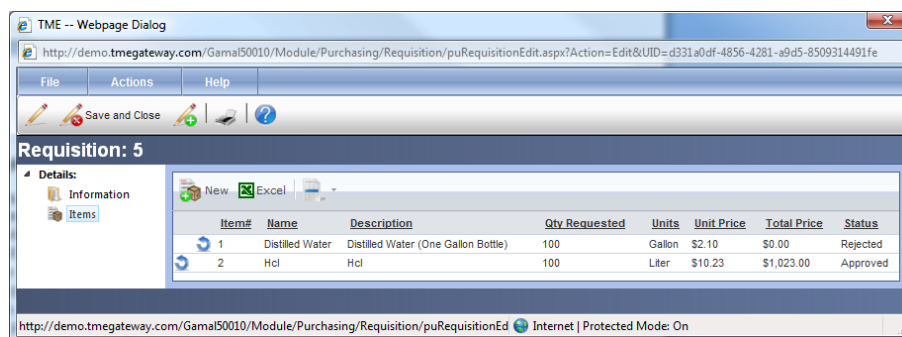 TME -- Webpage Dialog
http://demo.tmegateway.com/Gamal50010/Module/Purchasing/Requisition/puRequisitionEdit.aspx?Action=Edit&UID=d331a0df-4856-4281-a9d5-8509314491fe
File Actions Help
Save and Close
Requisition: 5
Details:
Information
Items
New Excel
Item# Name Description Qty Requested Units Unit Price Total Price Status
1 Distilled Water Distilled Water (One Gallon Bottle) 100 Gallon $2.10 $0.00 Rejected
2 Hcl Hcl 100 Liter $10.23 $1,023.00 Approved
http://demo.tmegateway.com/Gamal50010/Module/Purchasing/Requisition/puRequisitionEd Internet | Protected Mode: On